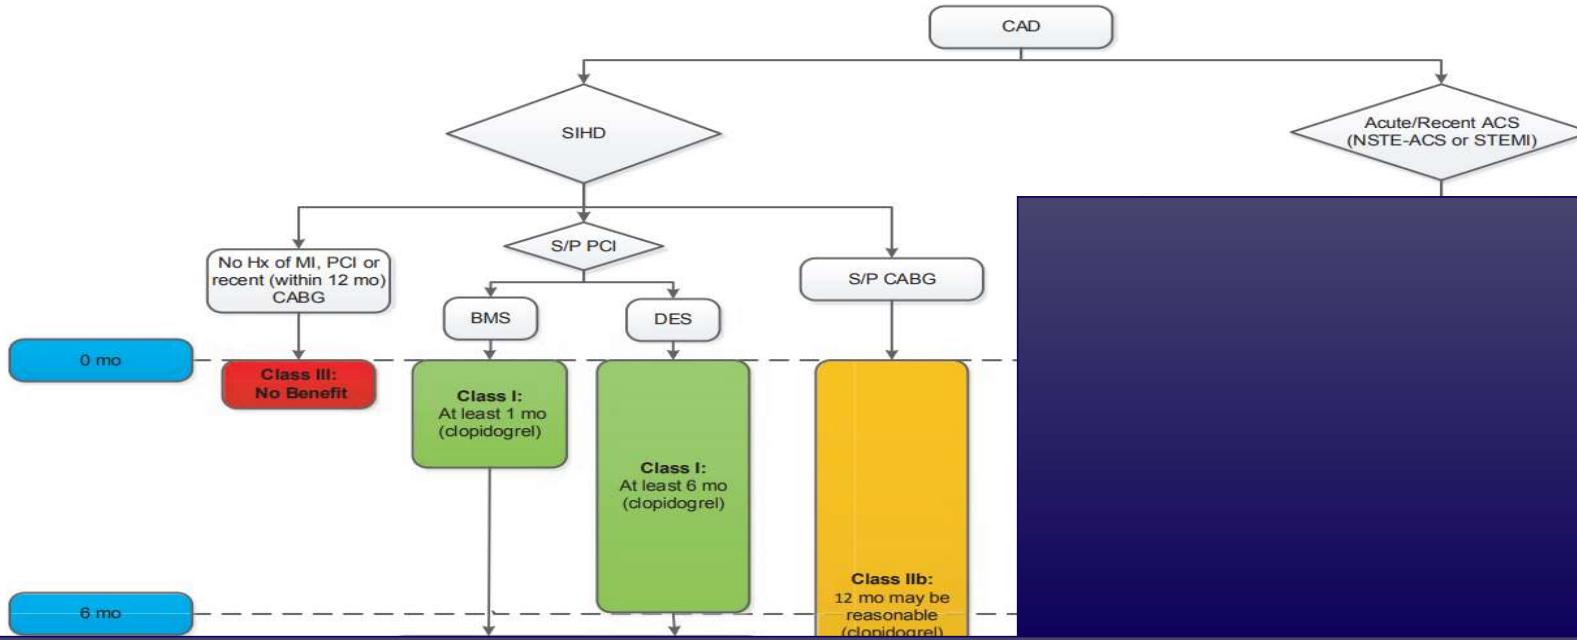 CAD
SIHD
Acute/Recent ACS
(NSTE-ACS or STEMI)
No Hx of MI, PCI or
recent (within 12 mo)
CABG
S/P PCI
S/P CABG
BMS
DES
0 mo
Class III:
No Benefit
Class I:
At least 1 mo
(clopidogrel)
Class I:
At least 6 mo
(clopidogrel)
Class IIb:
12 mo may be
reasonable
(clopidogrel)
6 mo